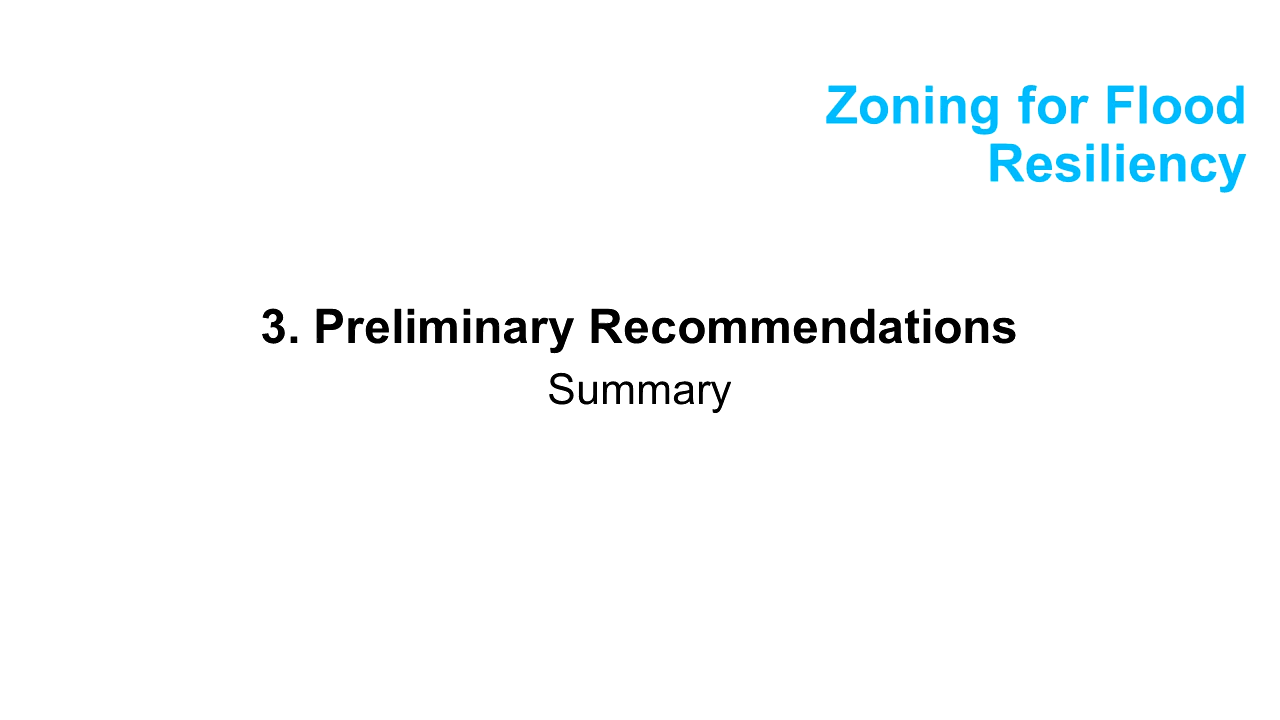 Zoning for Flood
Resiliency
3. Preliminary Recommendations
Summary